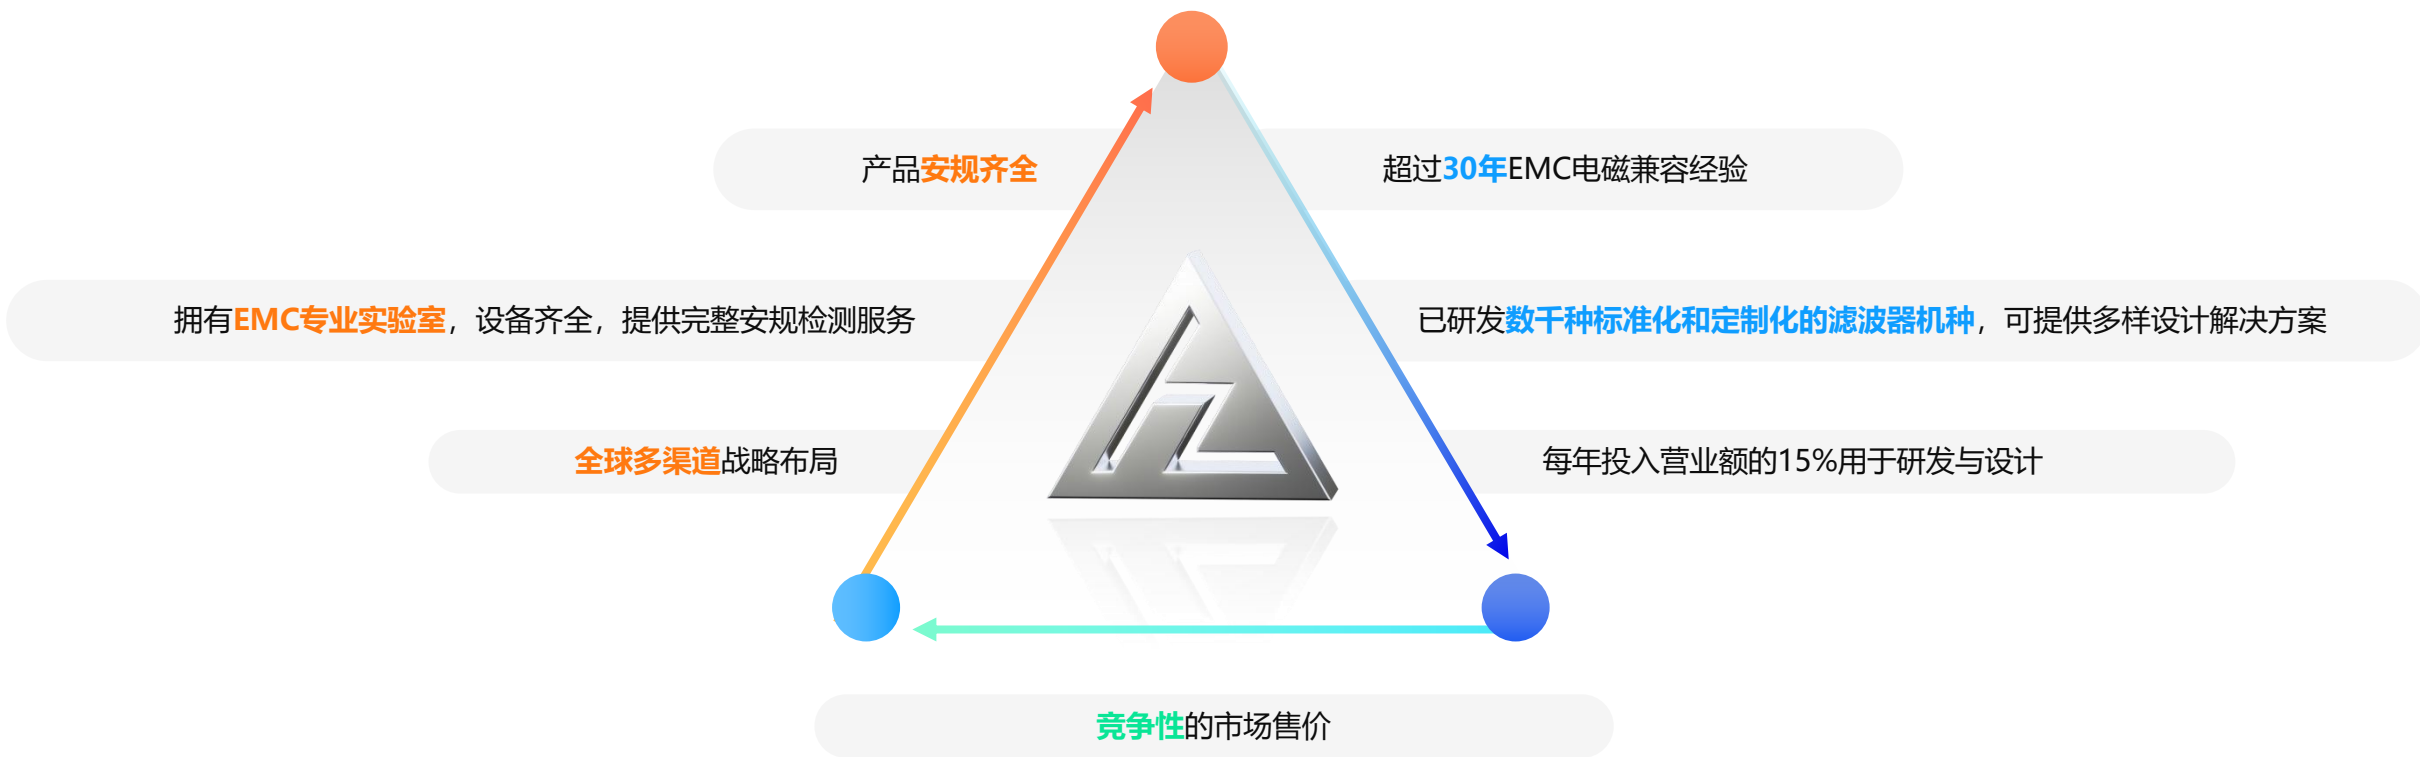 产品安规齐全
超过30年EMC电磁兼容经验
拥有EMC专业实验室，设备齐全，提供完整安规检测服务
已研发数千种标准化和定制化的滤波器机种，可提供多样设计解决方案
全球多渠道战略布局
每年投入营业额的15%用于研发与设计
竞争性的市场售价